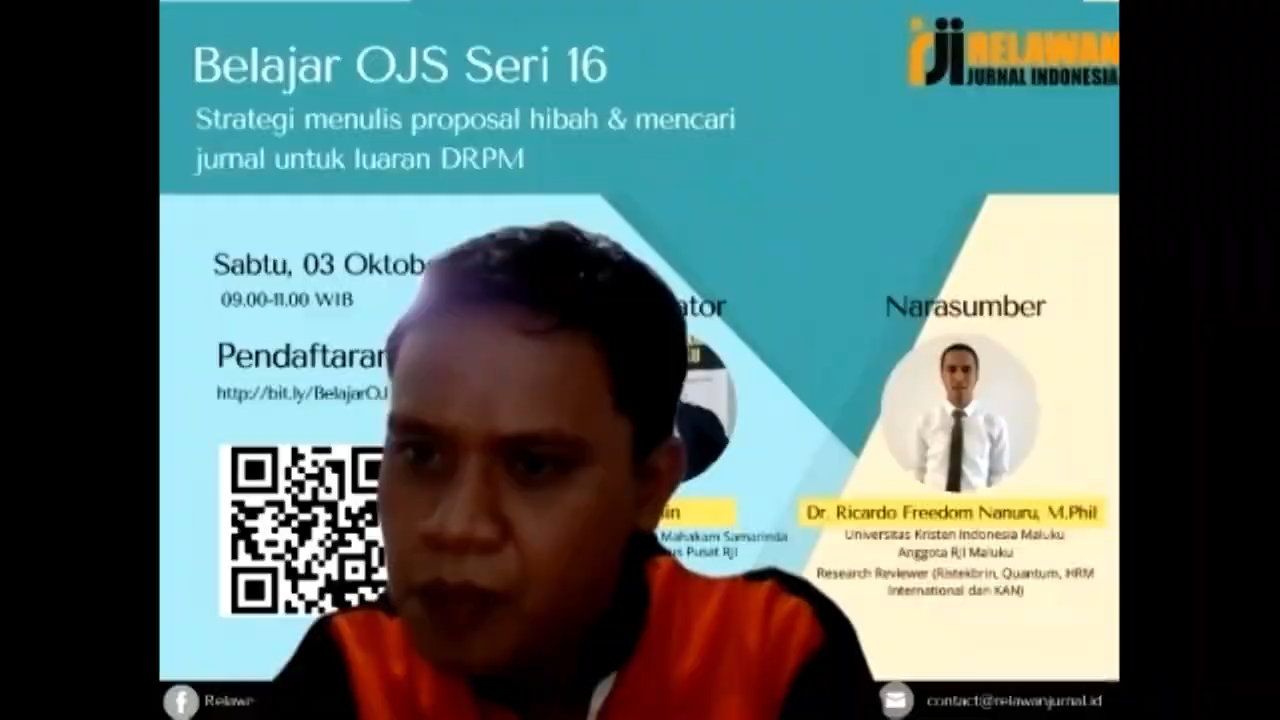 Belajar OJS Seri 16
Strategi menulis proposal hibah & mencari
jurnal untuk luaran DRPM
RELAWAN
JURNAL INDONESIA
Sabtu, 03 Oktob
09.00-11.00 WIB
Pendaftaran
http://bit.ly/BelajarOJ
ator
Narasumber
in
Mahakam Samarinda
us Pusat RJI
Dr. Ricardo Freedom Nanuru, M.Phil
Universitas Kristen Indonesia Maluku
Anggota RJI Maluku
Research Reviewer (Ristekbrin, Quantum, HRM
International dan KAN)
Relawa
contact@relawanjurnal.id